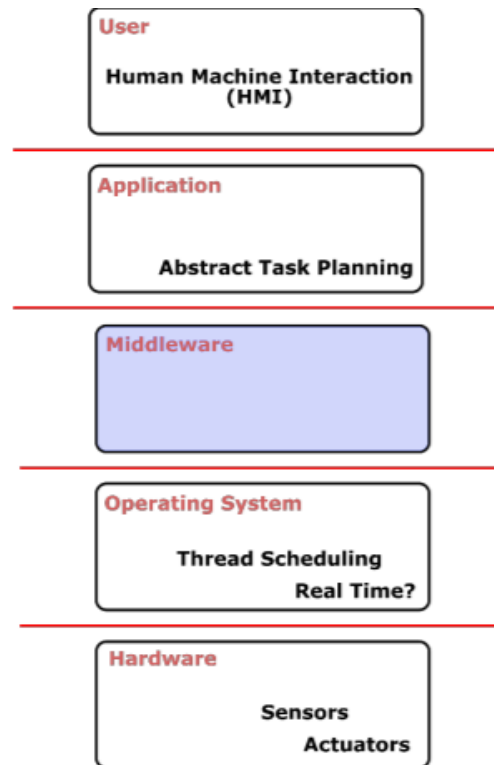 User
Human Machine Interaction
(HMI)
Application
Abstract Task Planning
Middleware
Operating System
Thread Scheduling
Real Time?
Hardware
Sensors
Actuators